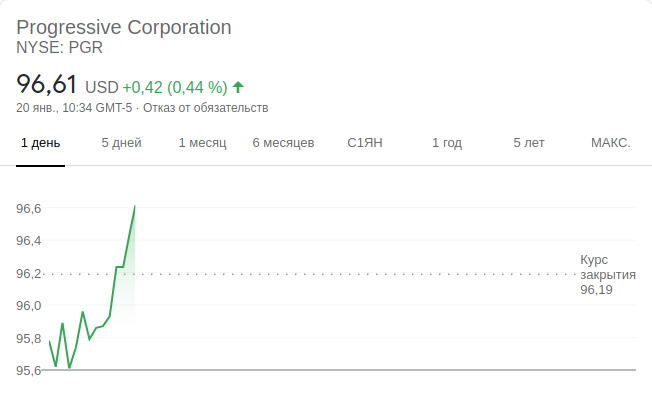 Progressive Corporation
NYSE: PGR
96,61 USD +0,42 (0,44 %)
20 янв., 10:34 GMT-5 · Отказ от обязательств
1 день 5 дней 1 месяц 6 месяцев С1ЯН 1 год 5 лет МАКС.
96,6
96,4
96,2
96,0
95,8
95,6
Курс
закрытия
96,19